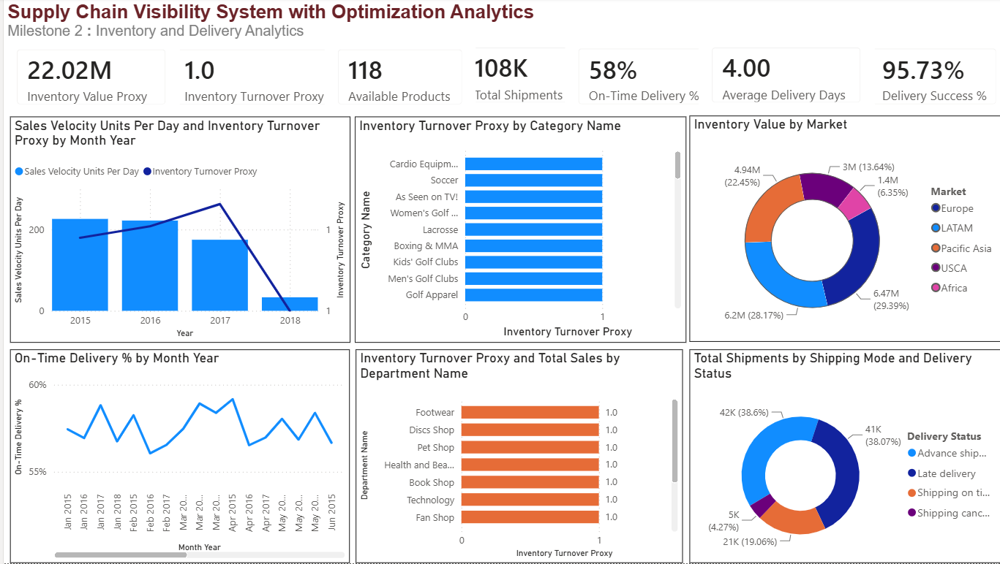 Supply Chain Visibility System with Optimization Analytics
Milestone 2 : Inventory and Delivery Analytics
22.02M
Inventory Value Proxy
1.0
Inventory Turnover Proxy
118
Available Products
108K
Total Shipments
58%
On-Time Delivery %
4.00
Average Delivery Days
95.73%
Delivery Success %
Sales Velocity Units Per Day and Inventory Turnover
Proxy by Month Year
Sales Velocity Units Per Day
Inventory Turnover Proxy
Sales Velocity Units Per Day
200
0
1
1
Inventory Turnover Proxy
2015
2016
2017
2018
Year
Inventory Turnover Proxy by Category Name
Category Name
Cardio Equipm...
Soccer
As Seen on TV!
Women's Golf ...
Lacrosse
Boxing & MMA
Kids' Golf Clubs
Men's Golf Clubs
Golf Apparel
0
1
Inventory Turnover Proxy
Inventory Value by Market
4.94M
(22.45%)
3M (13.64%)
1.4M
(6.35%)
6.47M
(29.39%)
6.2M (28.17%)
Market
Europe
LATAM
Pacific Asia
USCA
Africa
On-Time Delivery % by Month Year
On-Time Delivery %
60%
55%
Jan 2015
Jan 2016
Jan 2017
Jan 2018
Feb 2015
Feb 2016
Feb 2017
Mar 20...
Mar 20...
Mar 20...
Apr 2015
Apr 2016
Apr 2017
May 20...
May 20...
May 20...
Jun 2015
Month Year
Inventory Turnover Proxy and Total Sales by
Department Name
Department Name
Footwear
1.0
Discs Shop
1.0
Pet Shop
1.0
Health and Bea...
1.0
Book Shop
1.0
Technology
1.0
Fan Shop
1.0
0
1
Inventory Turnover Proxy
Total Shipments by Shipping Mode and Delivery
Status
42K (38.6%)
41K
(38.07%)
5K
(4.27%)
21K (19.06%)
Delivery Status
Advance ship...
Late delivery
Shipping on ti...
Shipping canc...